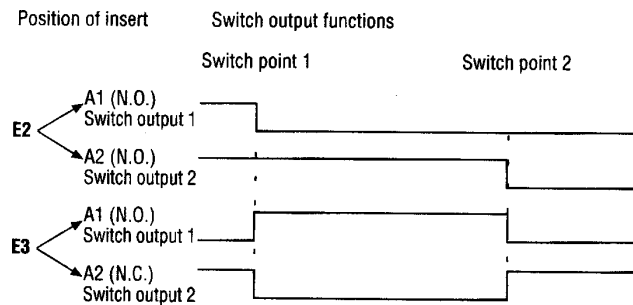 Position of insert Switch output functions
Switch point 1 Switch point 2
A1 (N.O.)
Switch output 1
E2
A2 (N.O.)
Switch output 2
A1 (N.O.)
Switch output 1
E3
A2 (N.C.)
Switch output 2